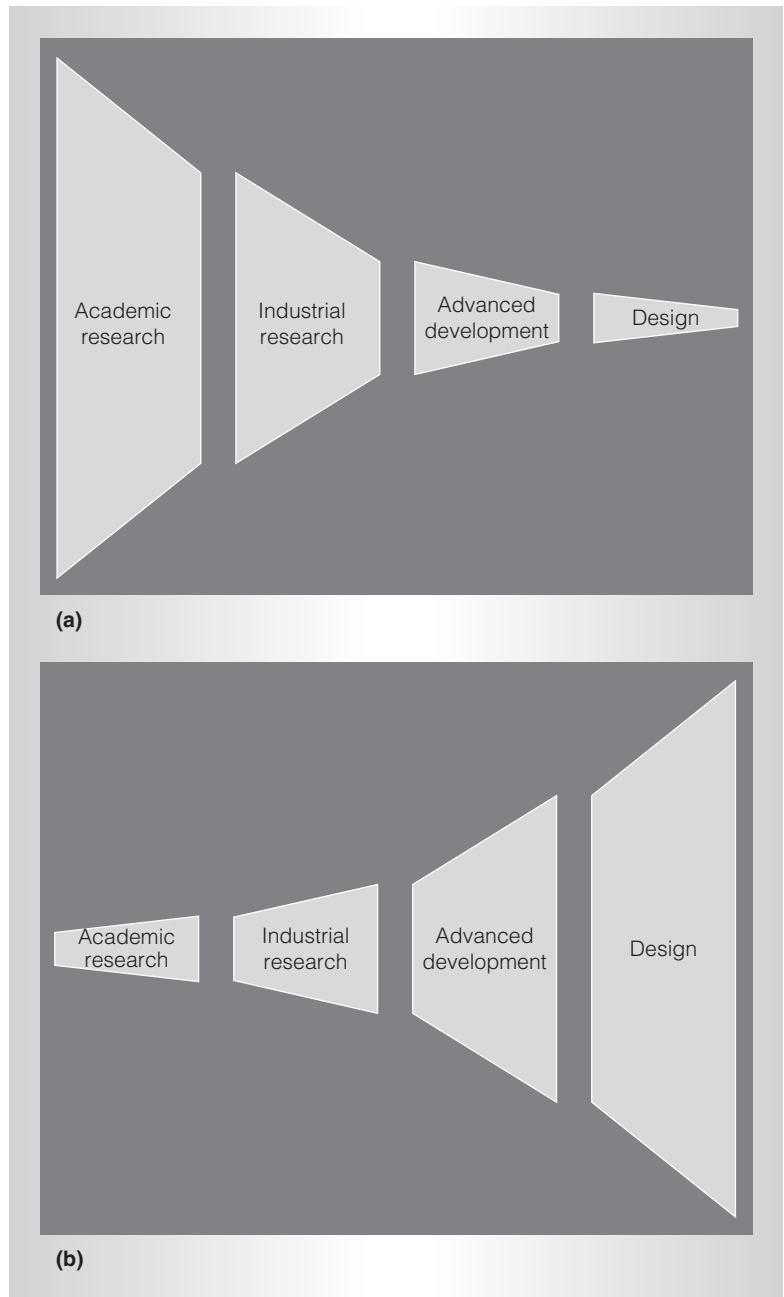 Academic
research
Industrial
research
Advanced
development
Design
(a)
Academic
research
Industrial
research
Advanced
development
Design
(b)